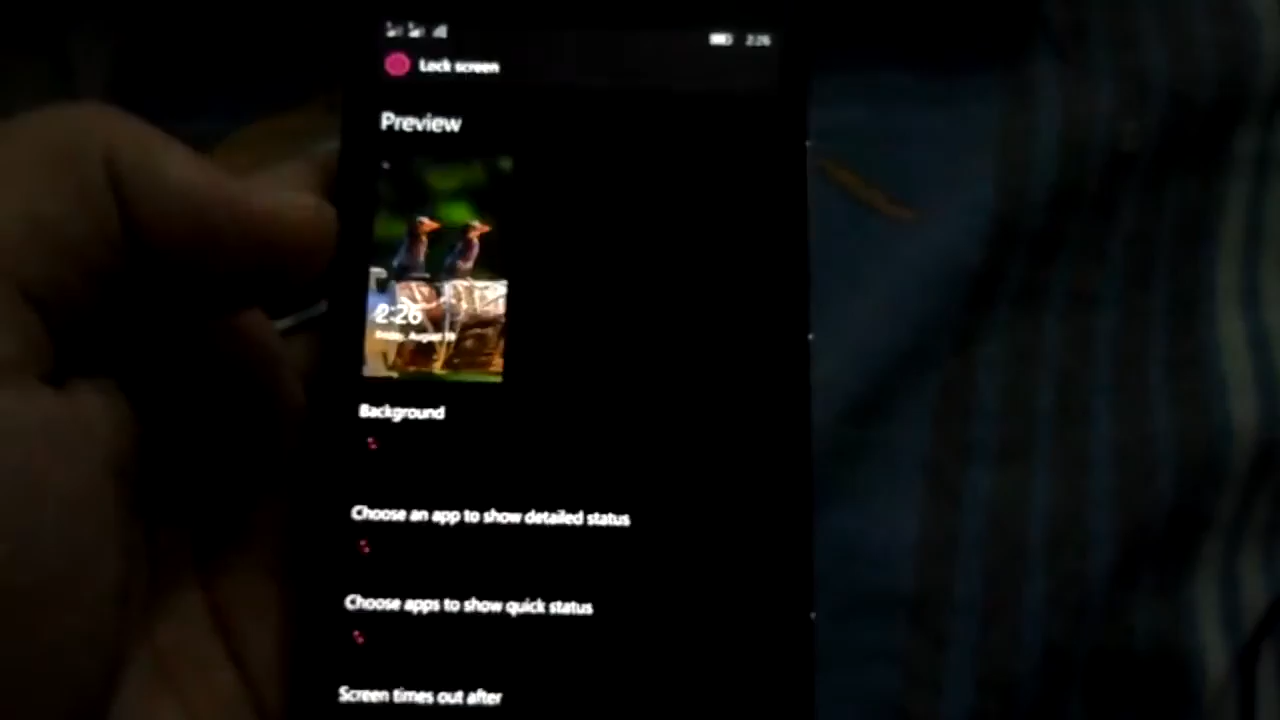 2:26
Lock screen
Preview
2:26
Background
Choose an app to show detailed status
Choose apps to show quick status
Screen times out after